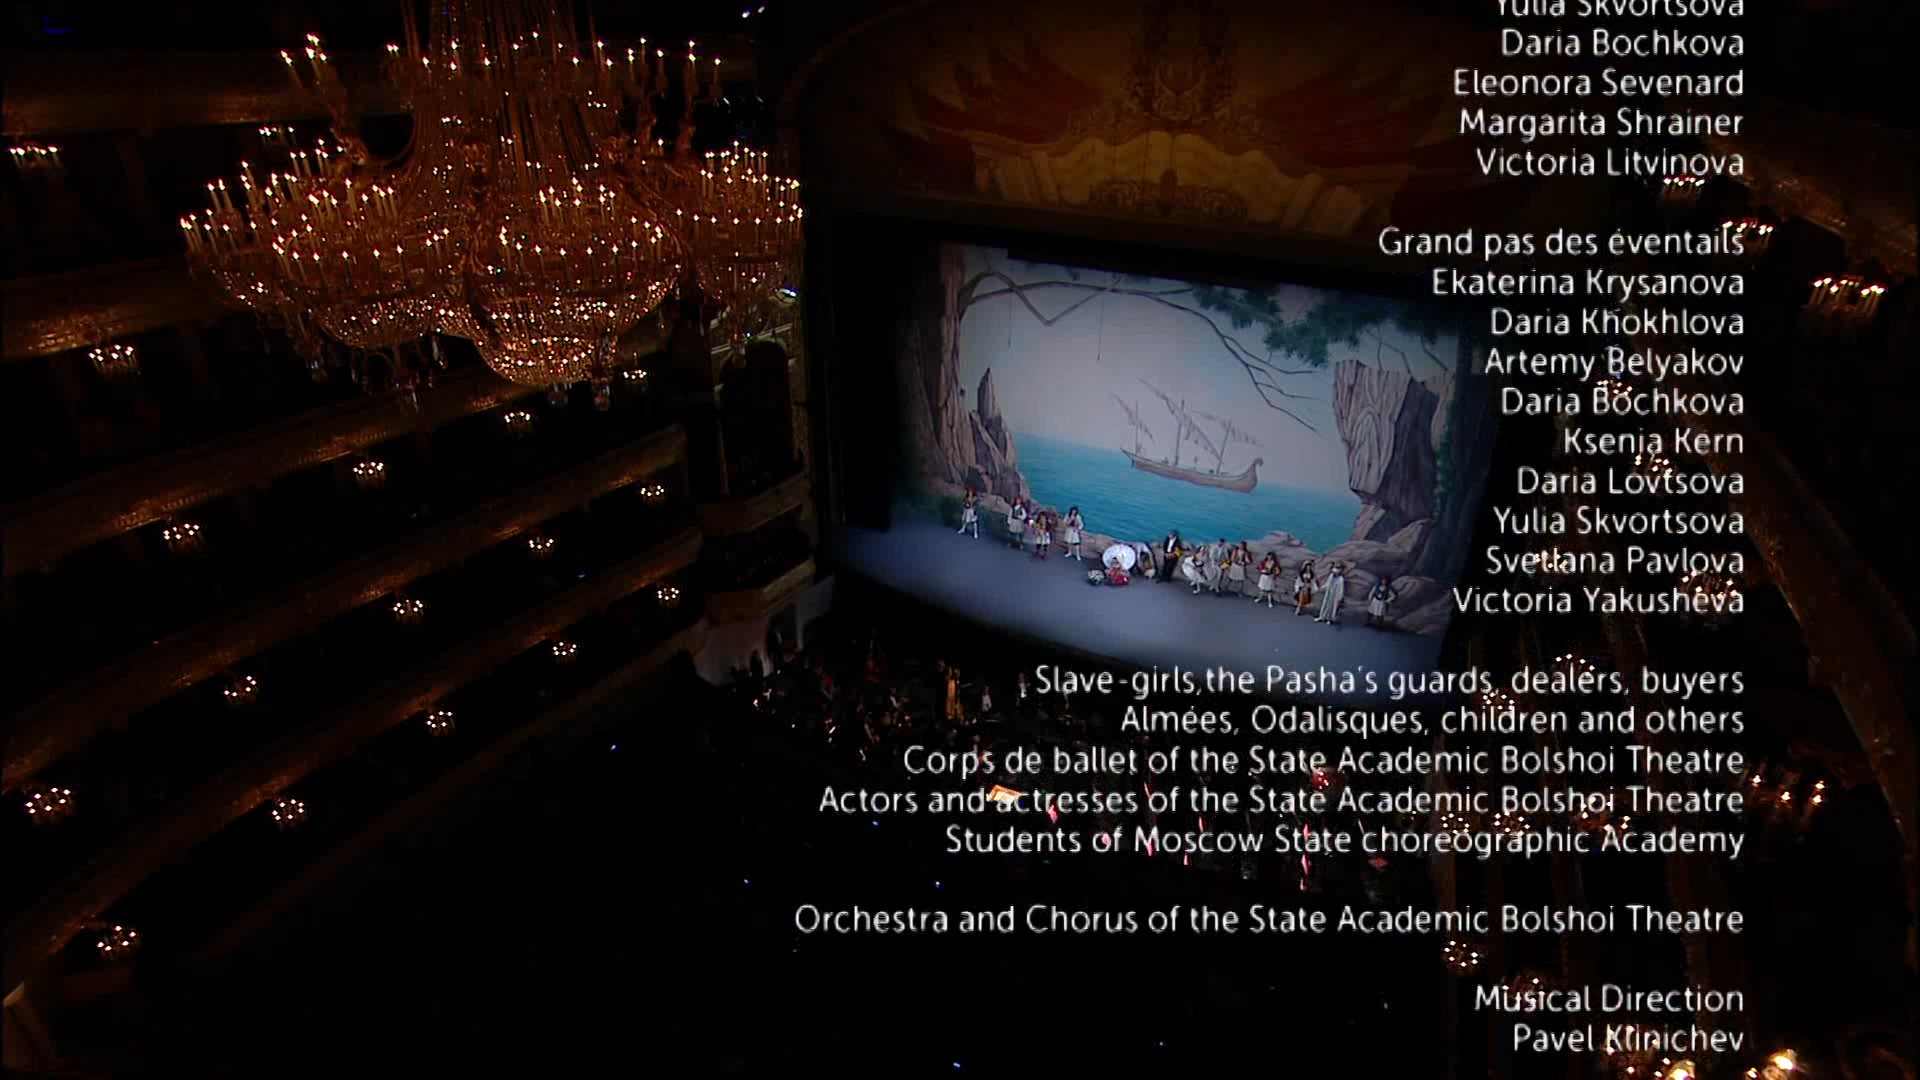 Yulia Skvortsova
Daria Bochkova
Eleonora Sevenard
Margarita Shrainer
Victoria Litvinova
Grand pas des éventails
Ekaterina Krysanova
Daria Khokhlova
Artemy Belyakov
Daria Bochkova
Ksenia Kern
Daria Lovtsova
Yulia Skvortsova
Svetlana Pavlova
Victoria Yakusheva
Slave-girls,the Pasha's guards, dealers, buyers
Almées, Odalisques, children and others
Corps de ballet of the State Academic Bolshoi Theatre
Actors and actresses of the State Academic Bolshoi Theatre
Students of Moscow State choreographic Academy
Orchestra and Chorus of the State Academic Bolshoi Theatre
Musical Direction
Pavel Klinichev